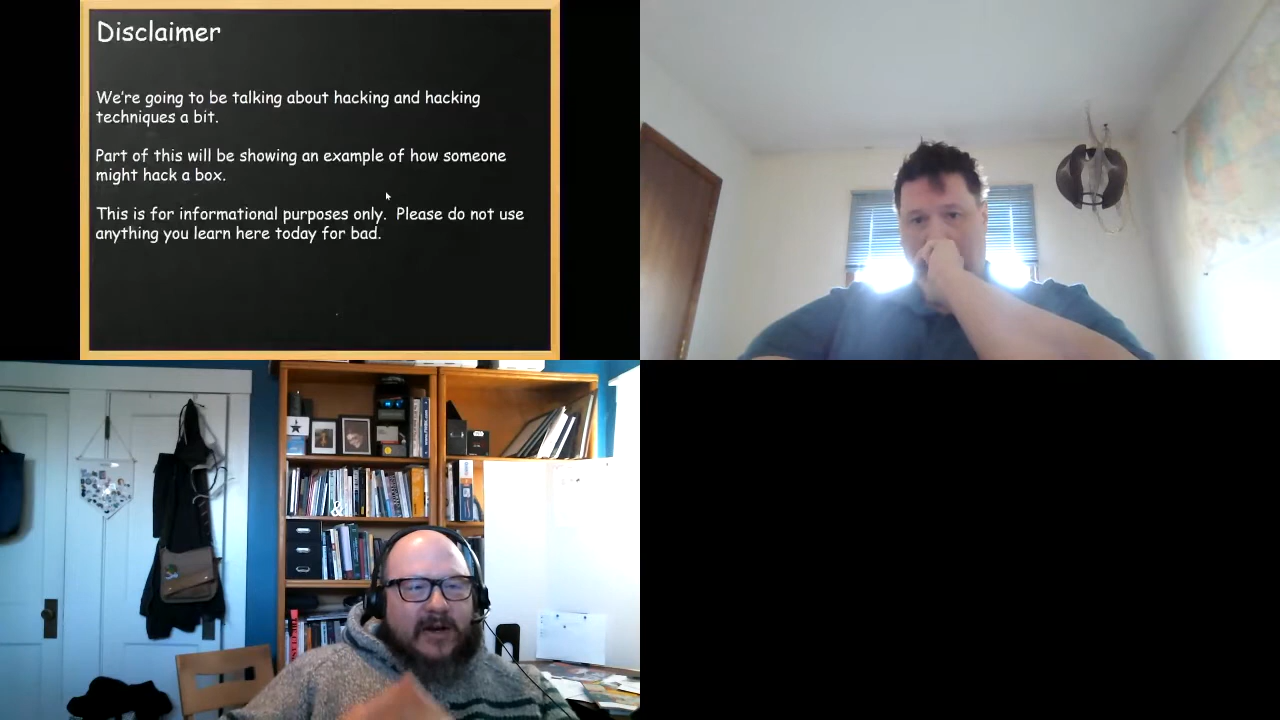 Disclaimer
We're going to be talking about hacking and hacking
techniques a bit.
Part of this will be showing an example of how someone
might hack a box.
This is for informational purposes only.  Please do not use
anything you learn here today for bad.